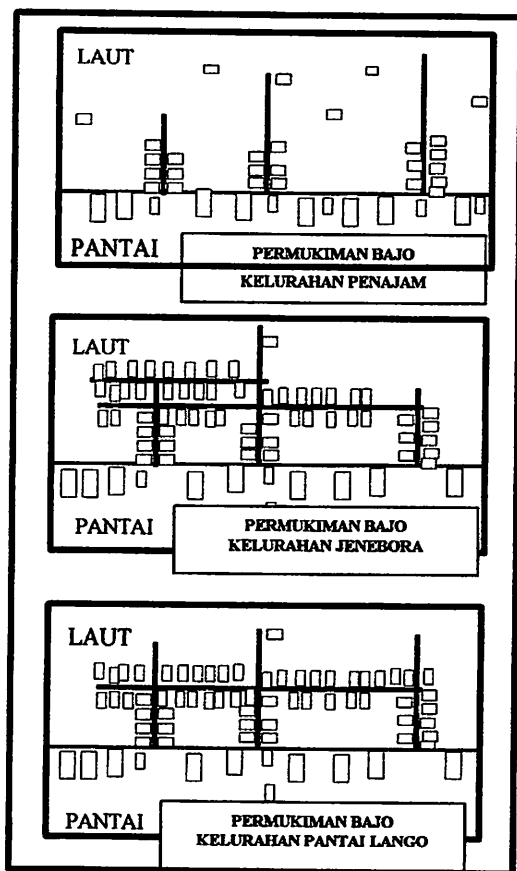 LAUT
PANTAI
PERMUKIMAN BAJO
KELURAHAN PENAJAM
LAUT
PANTAI
PERMUKIMAN BAJO
KELURAHAN JENEBORA
LAUT
PANTAI
PERMUKIMAN BAJO
KELURAHAN PANTAI LANGO